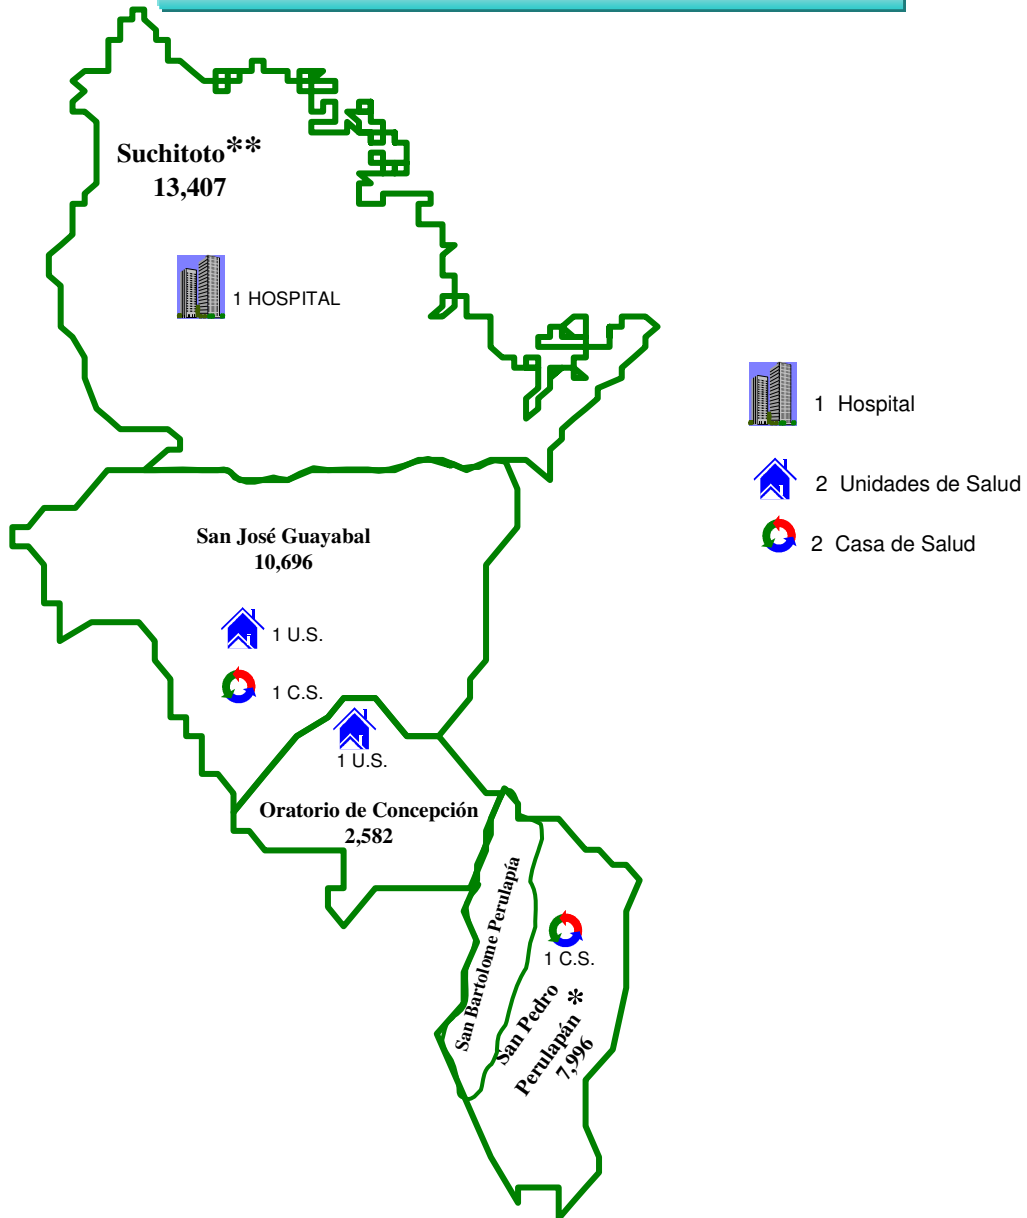 Suchitoto**
13,407
1 HOSPITAL
1 Hospital
2 Unidades de Salud
2 Casa de Salud
San José Guayabal
10,696
1 U.S.
1 C.S.
1 U.S.
Oratorio de Concepción
2,582
San Bartolome Perulapía
1 C.S.
San Pedro
Perulapán *
7,996